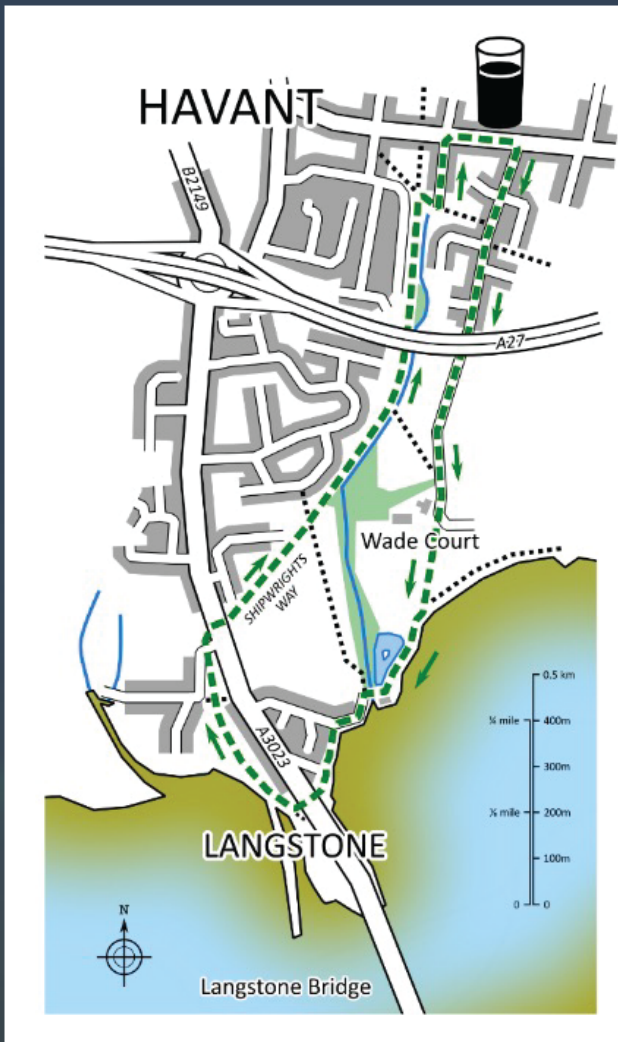 HAVANT
B2149
A27
Wade Court
SHIPWRIGHTS
WAY
A3023
LANGSTONE
0.5 km
¼ mile
400m
300m
⅛ mile
200m
100m
0
0
N
Langstone Bridge